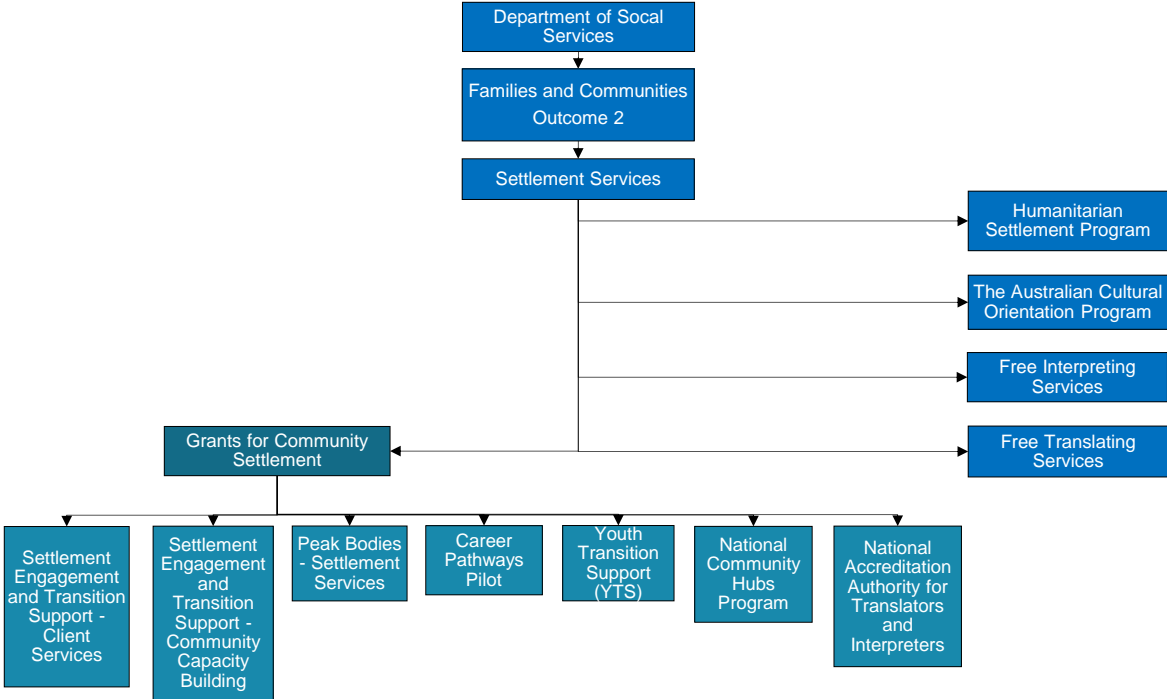 Department of Socal
Services
Families and Communities
Outcome 2
Settlement Services
Humanitarian
Settlement Program
The Australian Cultural
Orientation Program
Free Interpreting
Services
Free Translating
Services
Grants for Community
Settlement
Settlement
Engagement
and Transition
Support -
Client
Services
Settlement
Engagement
and
Transition
Support -
Community
Capacity
Building
Peak Bodies
- Settlement
Services
Career
Pathways
Pilot
Youth
Transition
Support
(YTS)
National
Community
Hubs
Program
National
Accreditation
Authority for
Translators
and
Interpreters